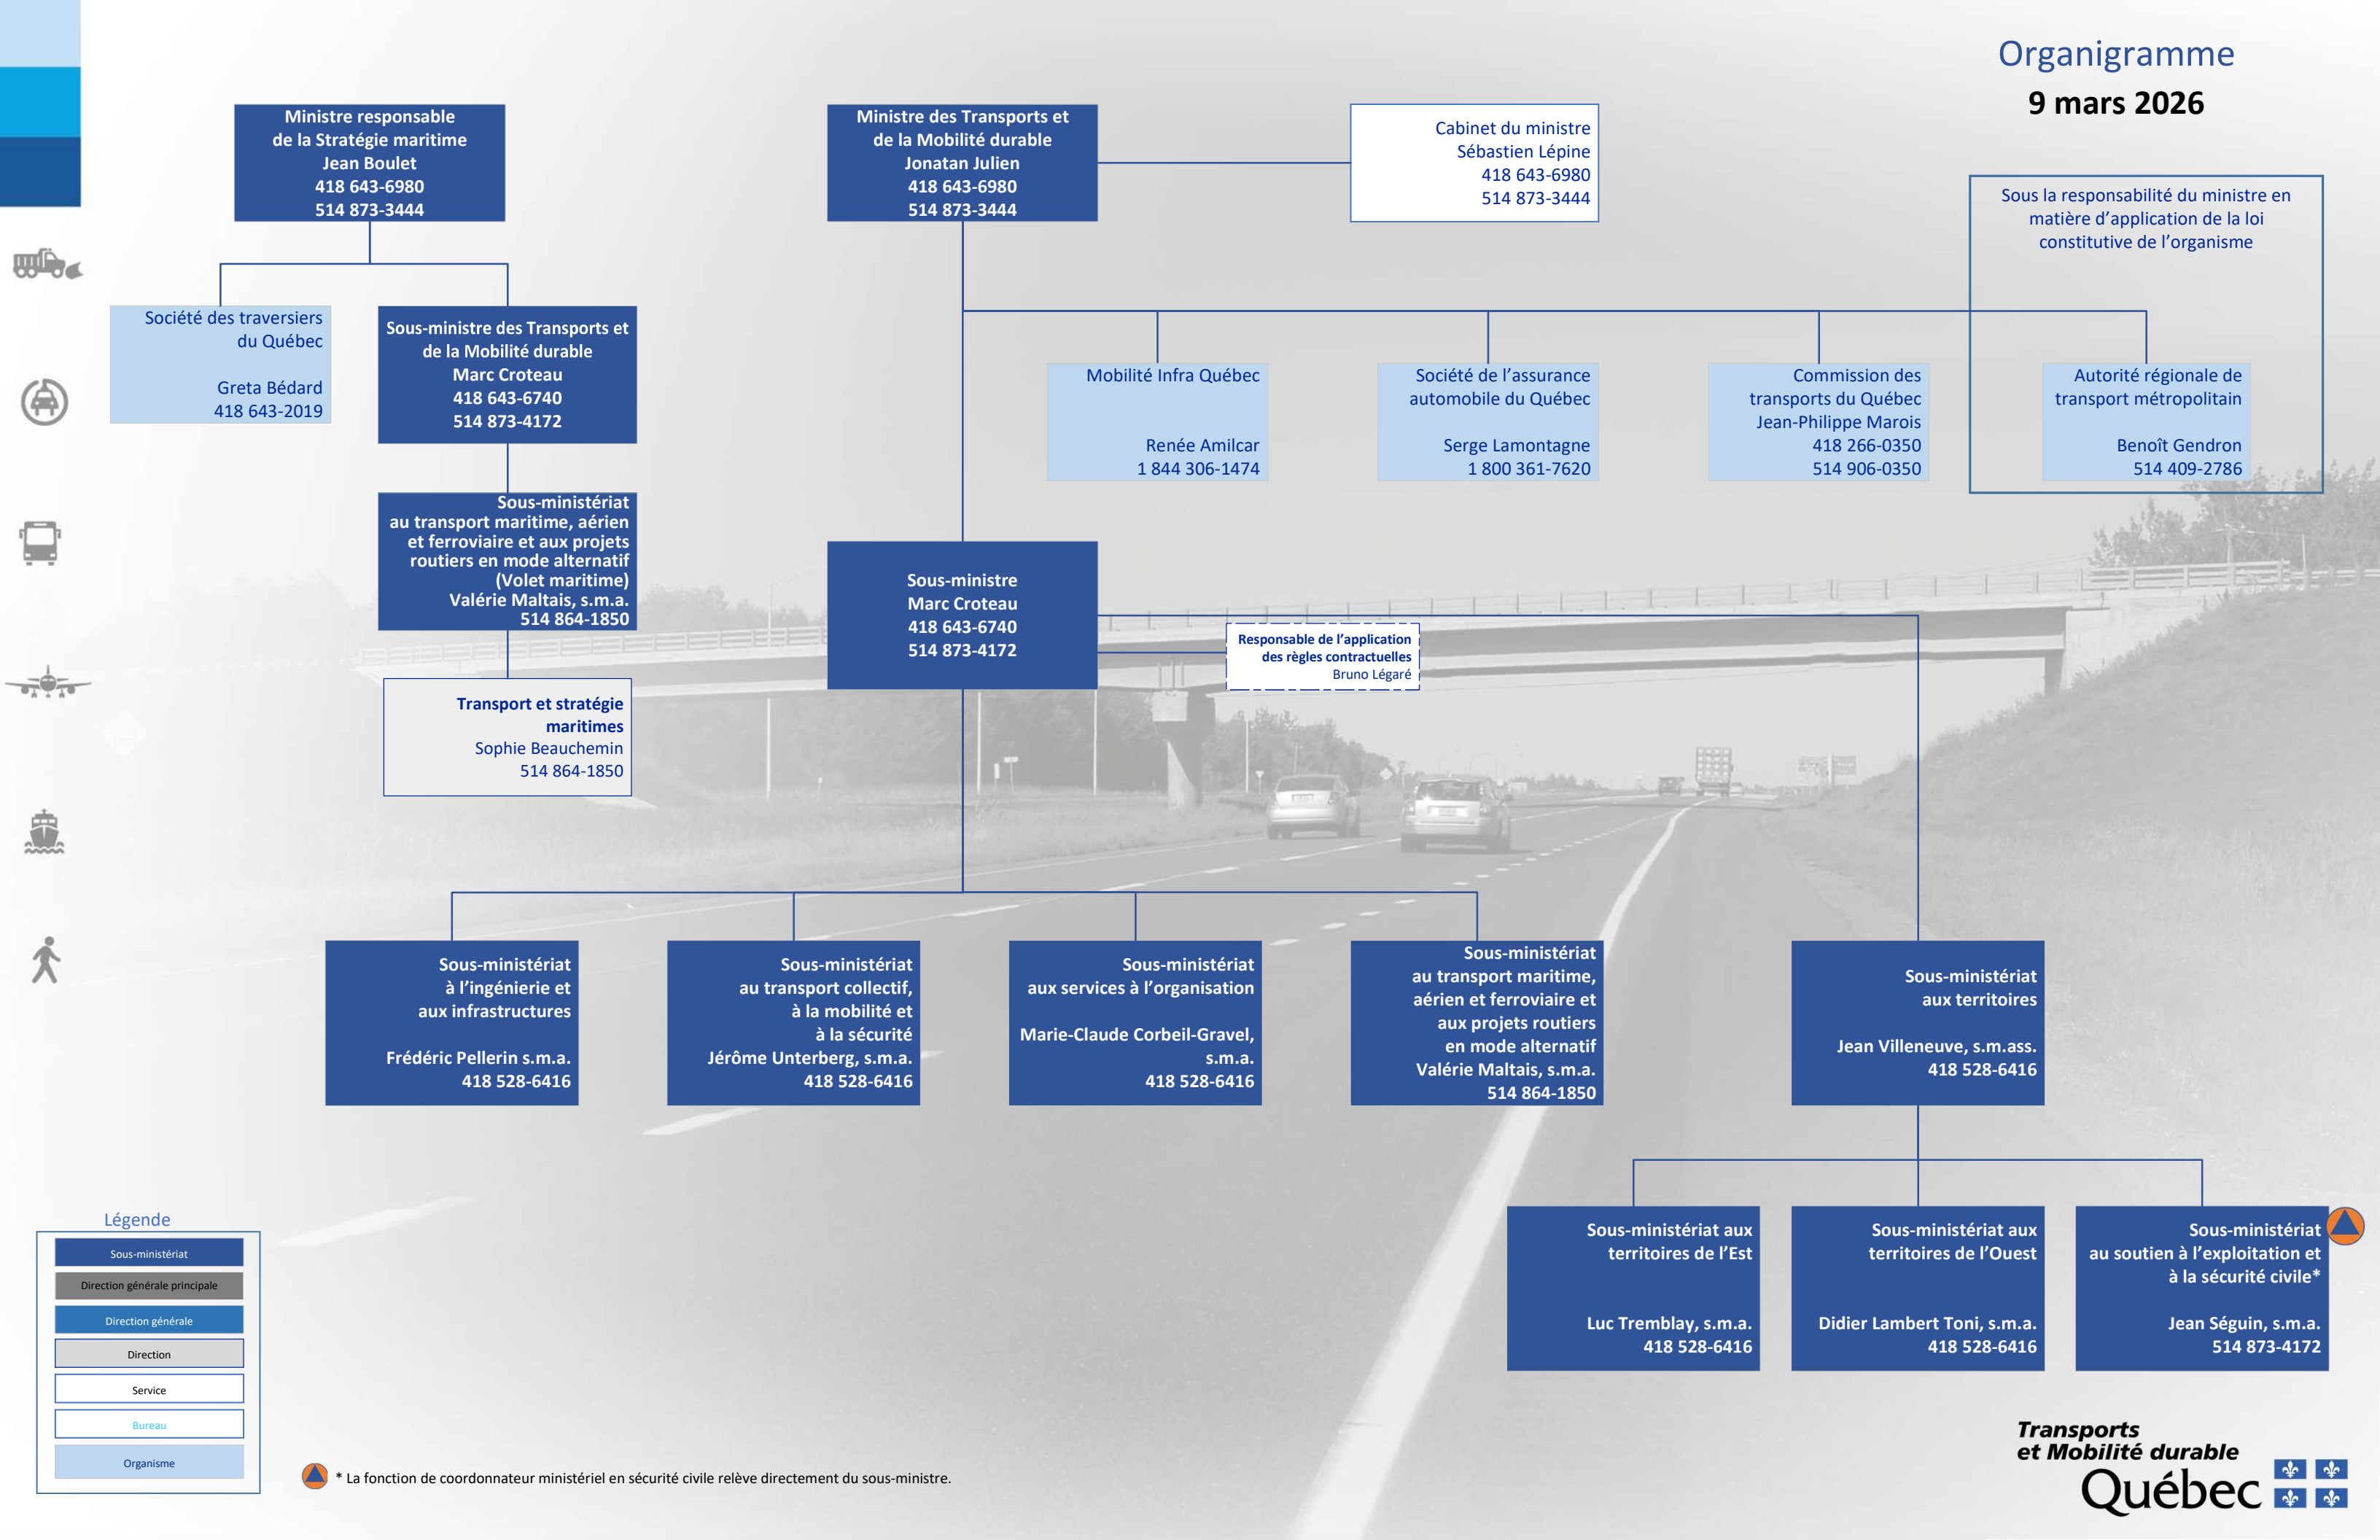 Organigramme
9 mars 2026
Ministre responsable
de la Stratégie maritime
Jean Boulet
418 643-6980
514 873-3444
Ministre des Transports et
de la Mobilité durable
Jonatan Julien
418 643-6980
514 873-3444
Cabinet du ministre
Sébastien Lépine
418 643-6980
514 873-3444
Sous la responsabilité du ministre en
matière d’application de la loi
constitutive de l’organisme
Société des traversiers
du Québec
Greta Bédard
418 643-2019
Sous-ministre des Transports et
de la Mobilité durable
Marc Croteau
418 643-6740
514 873-4172
Mobilité Infra Québec
Renée Amilcar
1 844 306-1474
Société de l’assurance
automobile du Québec
Serge Lamontagne
1 800 361-7620
Commission des
transports du Québec
Jean-Philippe Marois
418 266-0350
514 906-0350
Autorité régionale de
transport métropolitain
Benoît Gendron
514 409-2786
Sous-ministériat
au transport maritime, aérien
et ferroviaire et aux projets
routiers en mode alternatif
(Volet maritime)
Valérie Maltais, s.m.a.
514 864-1850
Sous-ministre
Marc Croteau
418 643-6740
514 873-4172
Responsable de l’application
des règles contractuelles
Bruno Légaré
Transport et stratégie
maritimes
Sophie Beauchemin
514 864-1850
Sous-ministériat
à l’ingénierie et
aux infrastructures
Frédéric Pellerin s.m.a.
418 528-6416
Sous-ministériat
au transport collectif,
à la mobilité et
à la sécurité
Jérôme Unterberg, s.m.a.
418 528-6416
Sous-ministériat
aux services à l’organisation
Marie-Claude Corbeil-Gravel,
s.m.a.
418 528-6416
Sous-ministériat
au transport maritime,
aérien et ferroviaire et
aux projets routiers
en mode alternatif
Valérie Maltais, s.m.a.
514 864-1850
Sous-ministériat
aux territoires
Jean Villeneuve, s.m.ass.
418 528-6416
Sous-ministériat aux
territoires de l’Est
Luc Tremblay, s.m.a.
418 528-6416
Sous-ministériat aux
territoires de l’Ouest
Didier Lambert Toni, s.m.a.
418 528-6416
Sous-ministériat
au soutien à l’exploitation et
à la sécurité civile*
Jean Séguin, s.m.a.
514 873-4172
Légende
Sous-ministériat
Direction générale principale
Direction générale
Direction
Service
Bureau
Organisme
* La fonction de coordonnateur ministériel en sécurité civile relève directement du sous-ministre.
Transports
et Mobilité durable
Québec